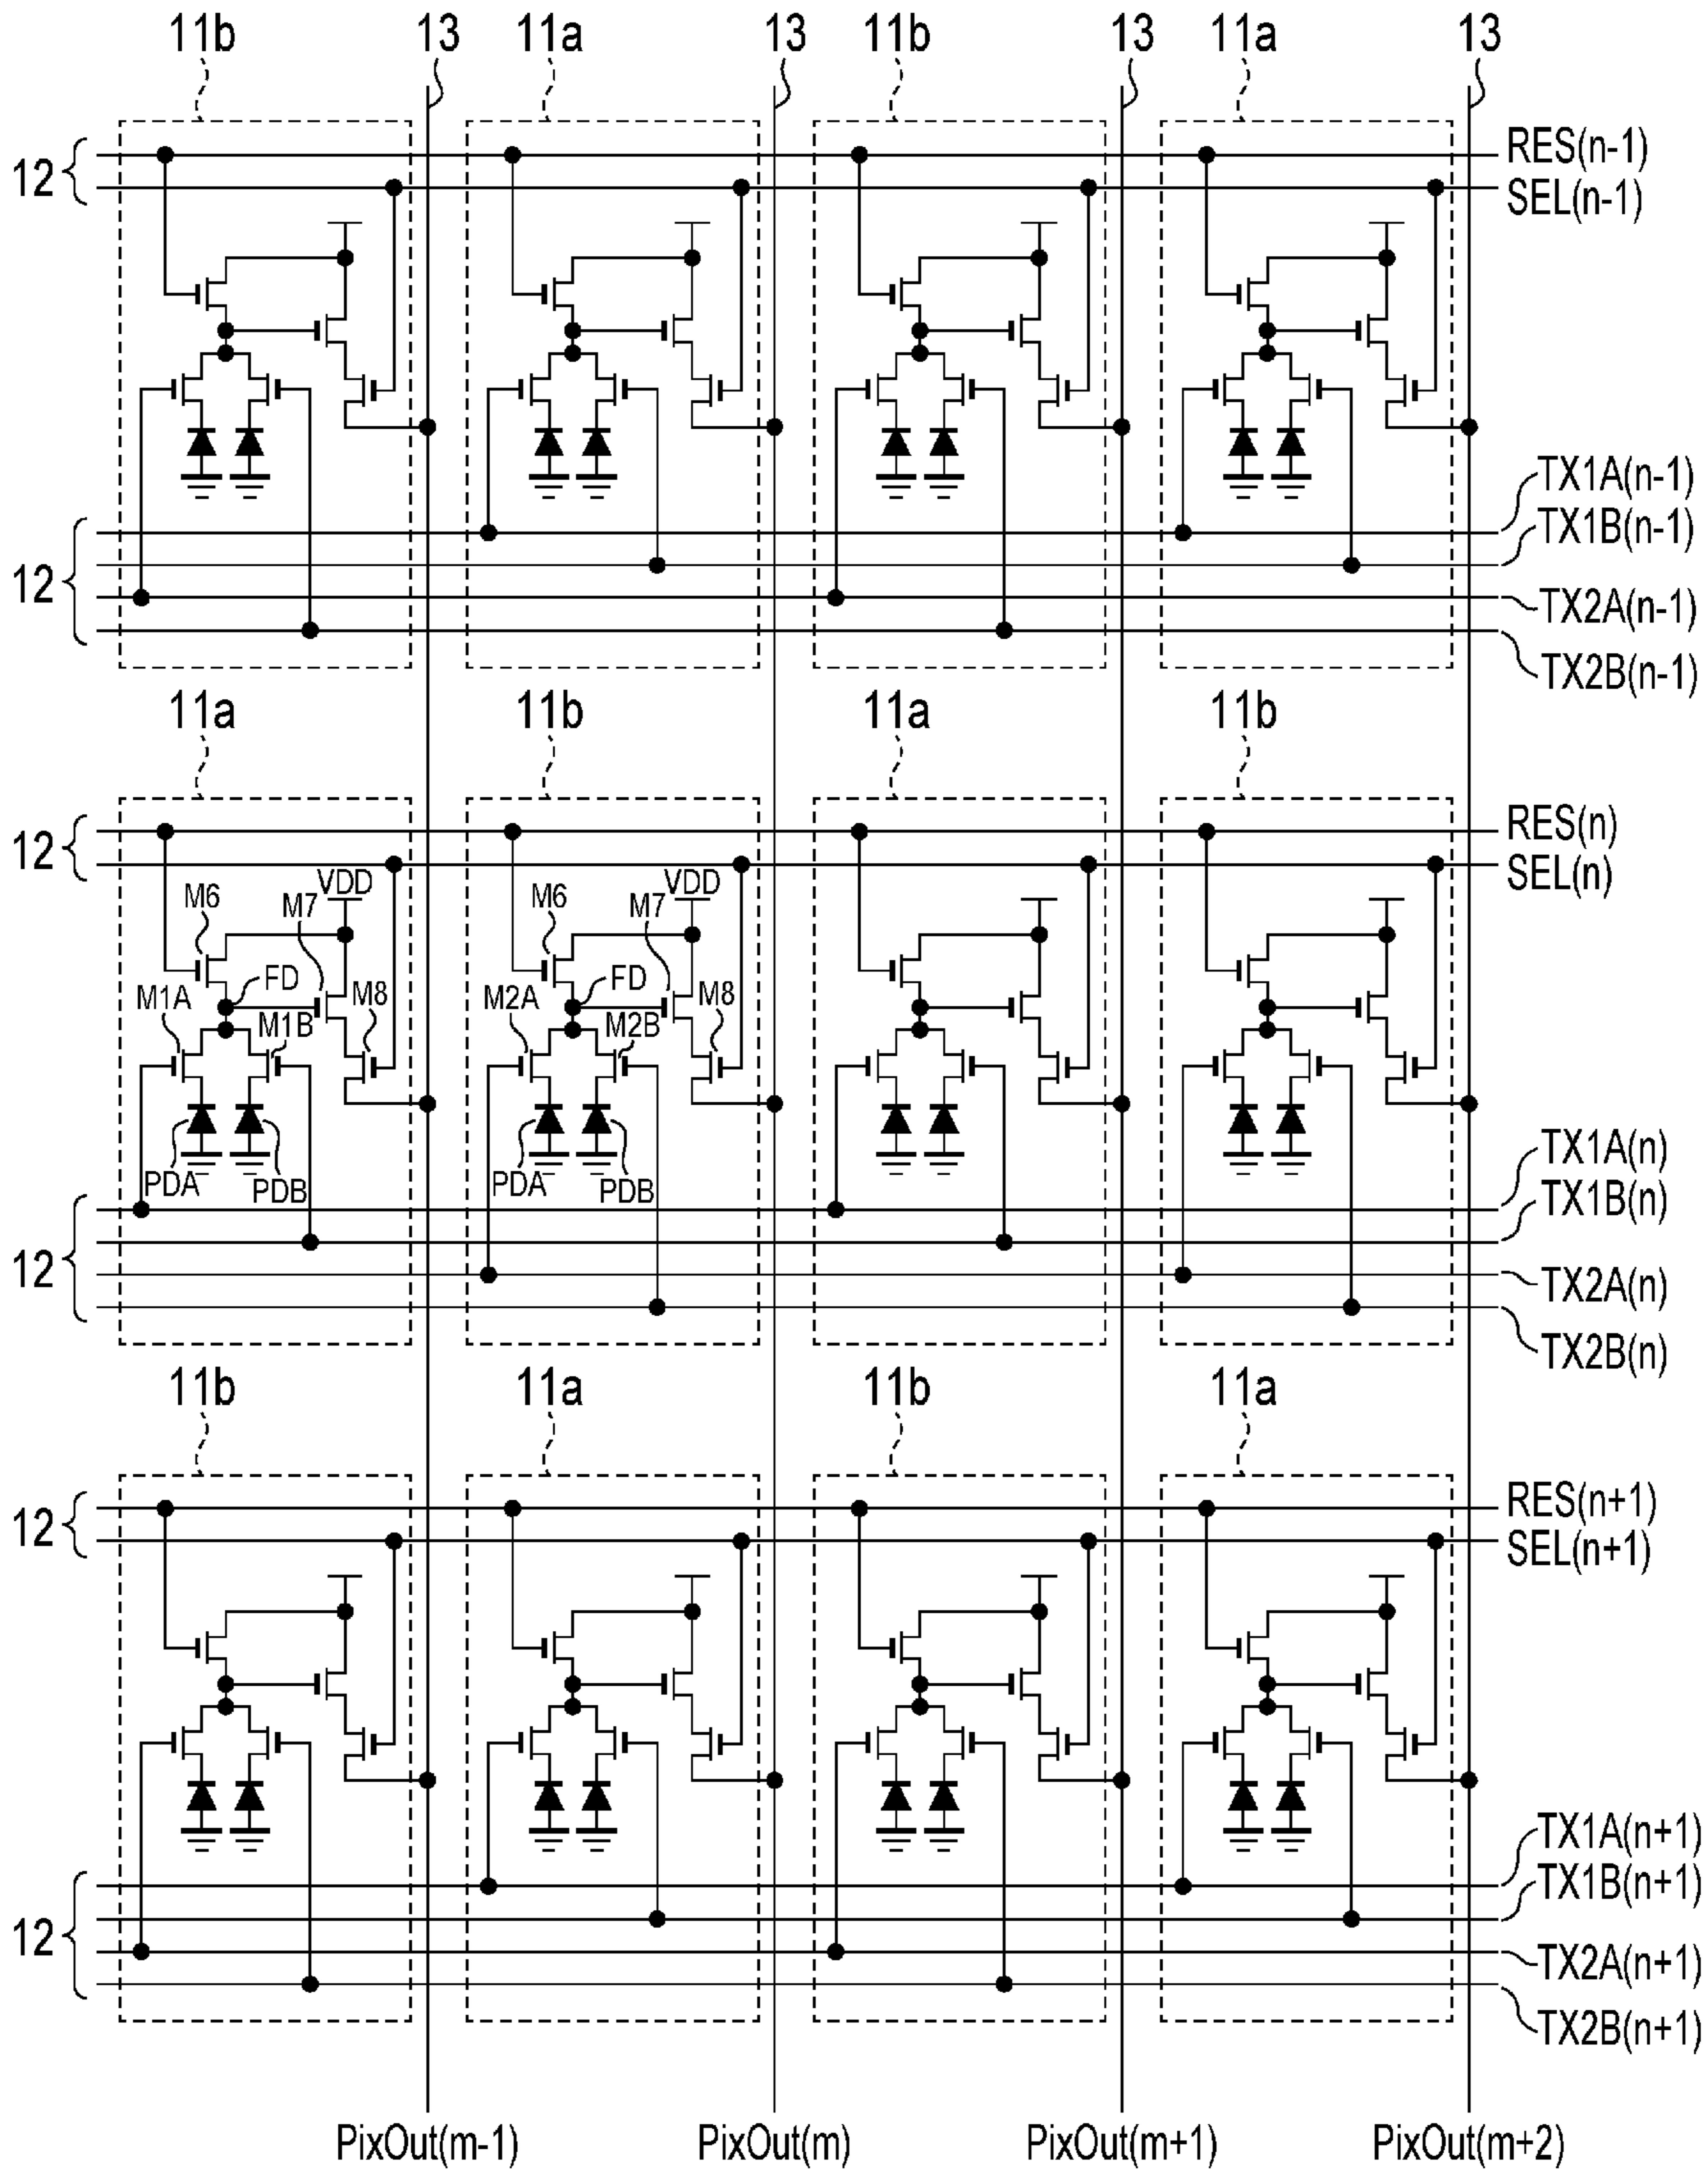 11b 13 11a 13 11b 13 11a 13
12 RES(n-1)
SEL(n-1)
TX1A(n-1)
TX1B(n-1)
12
TX2A(n-1)
TX2B(n-1)
11a 11b 11a 11b
12 RES(n)
SEL(n)
VDD VDD
M6 M7 M6 M7
FD FD
M1A M8 M2A M8
M1B M2B
PDA PDB PDA PDB
TX1A(n)
TX1B(n)
12
TX2A(n)
TX2B(n)
11b 11a 11b 11a
12 RES(n+1)
SEL(n+1)
TX1A(n+1)
TX1B(n+1)
12
TX2A(n+1)
TX2B(n+1)
PixOut(m-1) PixOut(m) PixOut(m+1) PixOut(m+2)